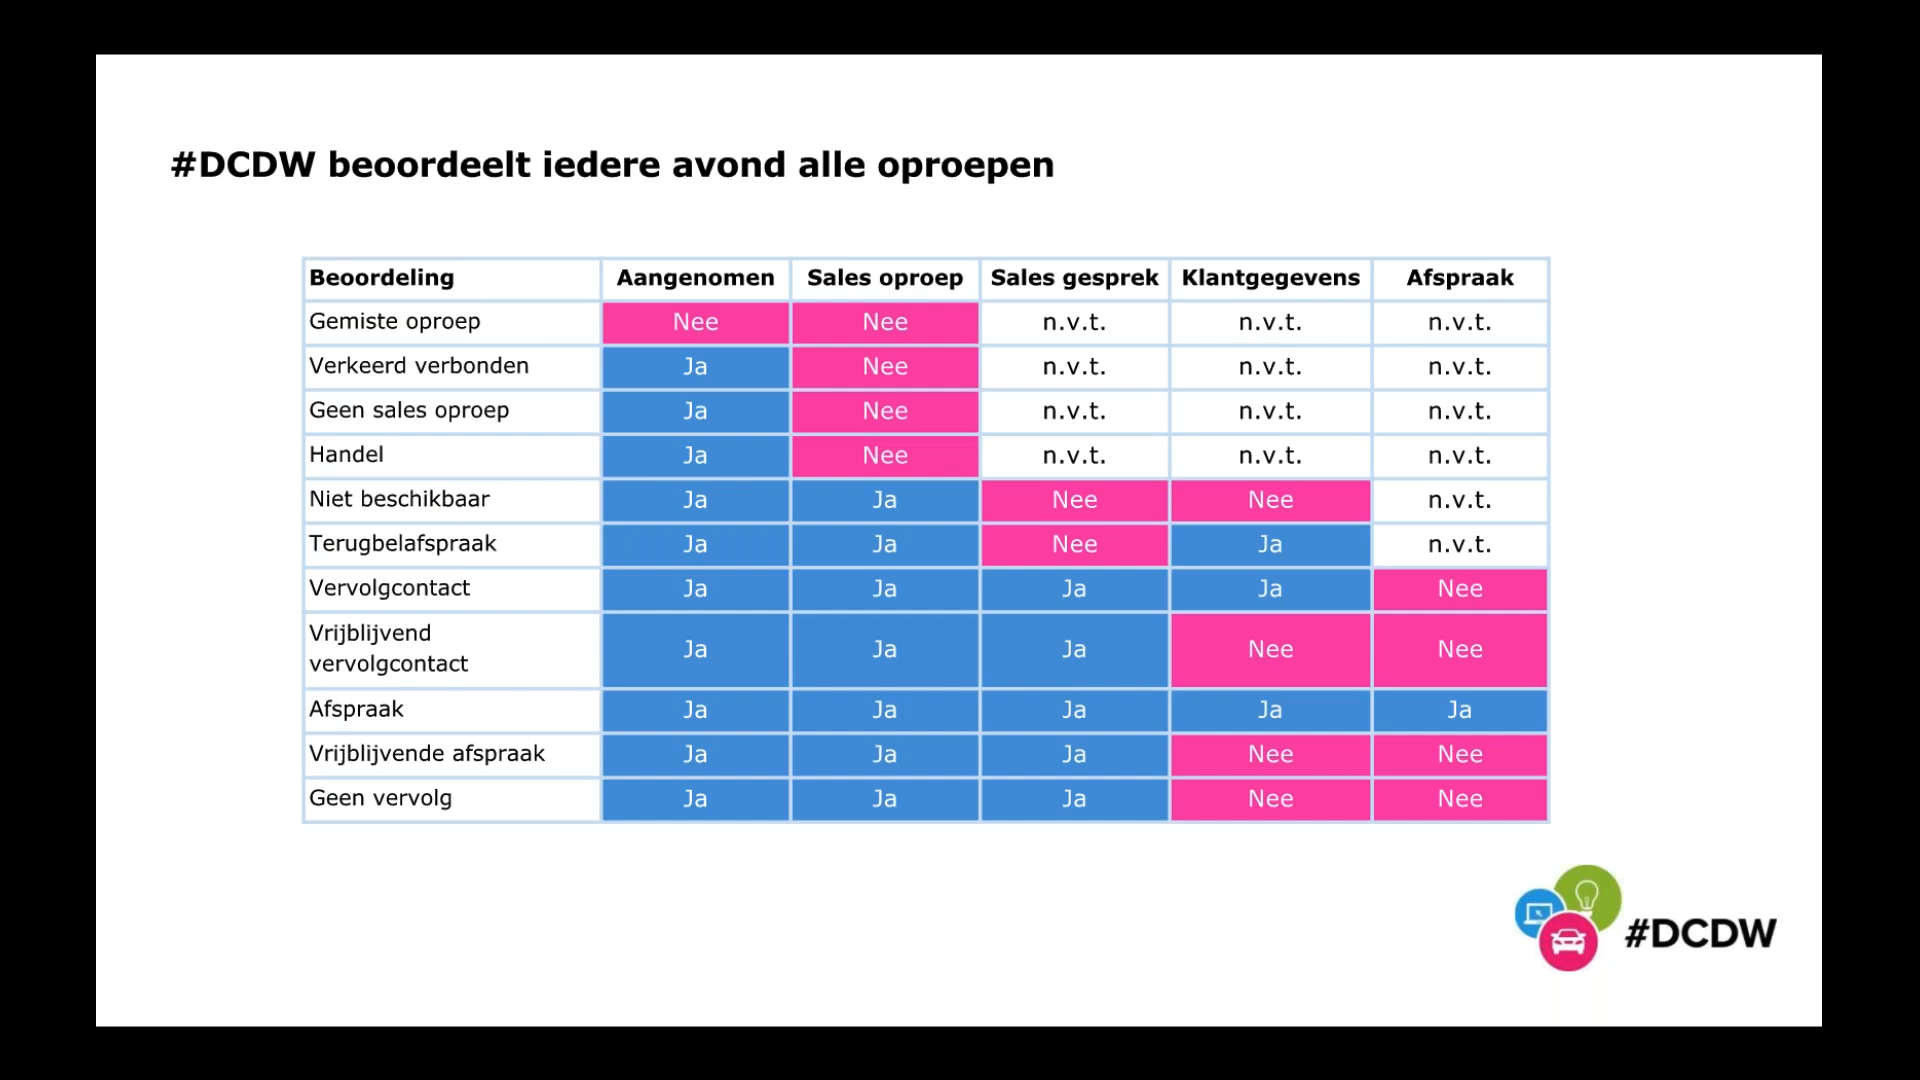 #DCDW beoordeelt iedere avond alle oproepen
Beoordeling Aangenomen Sales oproep Sales gesprek Klantgegevens Afspraak
Gemiste oproep Nee Nee n.v.t. n.v.t. n.v.t.
Verkeerd verbonden Ja Nee n.v.t. n.v.t. n.v.t.
Geen sales oproep Ja Nee n.v.t. n.v.t. n.v.t.
Handel Ja Nee n.v.t. n.v.t. n.v.t.
Niet beschikbaar Ja Ja Nee Nee n.v.t.
Terugbelafspraak Ja Ja Nee Ja n.v.t.
Vervolgcontact Ja Ja Ja Ja Nee
Vrijblijvend
vervolgcontact Ja Ja Ja Nee Nee
Afspraak Ja Ja Ja Ja Ja
Vrijblijvende afspraak Ja Ja Ja Nee Nee
Geen vervolg Ja Ja Ja Nee Nee
#DCDW